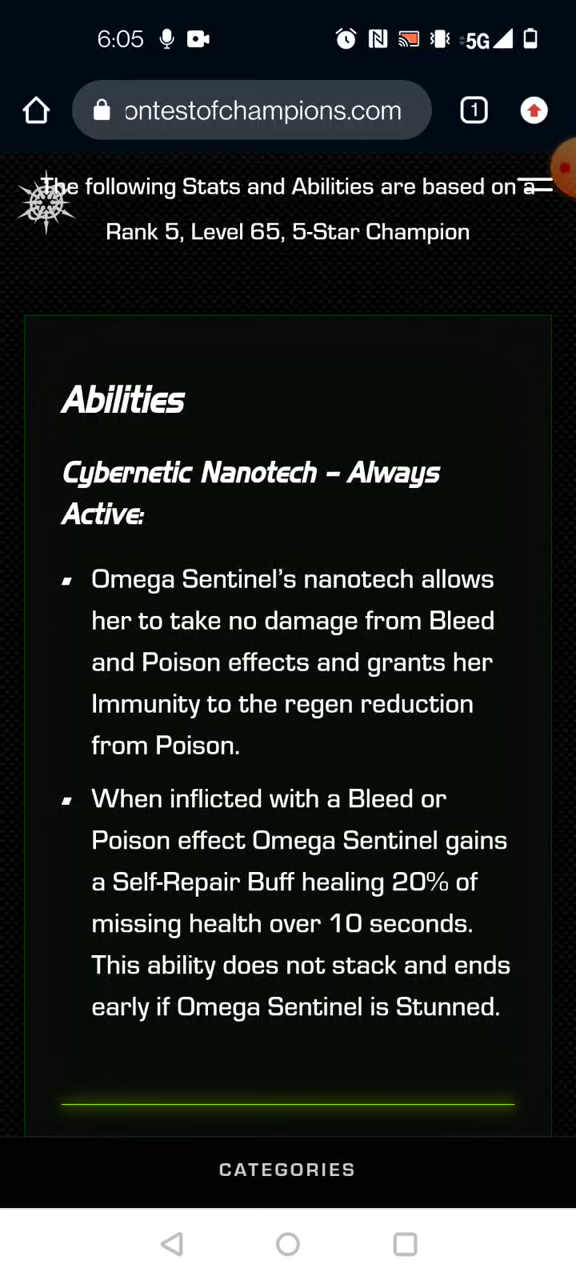 6:05
5G
ontestofchampions.com
1
The following Stats and Abilities are based on a
Rank 5, Level 65, 5-Star Champion
Abilities
Cybernetic Nanotech – Always
Active:
Omega Sentinel's nanotech allows
her to take no damage from Bleed
and Poison effects and grants her
Immunity to the regen reduction
from Poison.
When inflicted with a Bleed or
Poison effect Omega Sentinel gains
a Self-Repair Buff healing 20% of
missing health over 10 seconds.
This ability does not stack and ends
early if Omega Sentinel is Stunned.
CATEGORIES